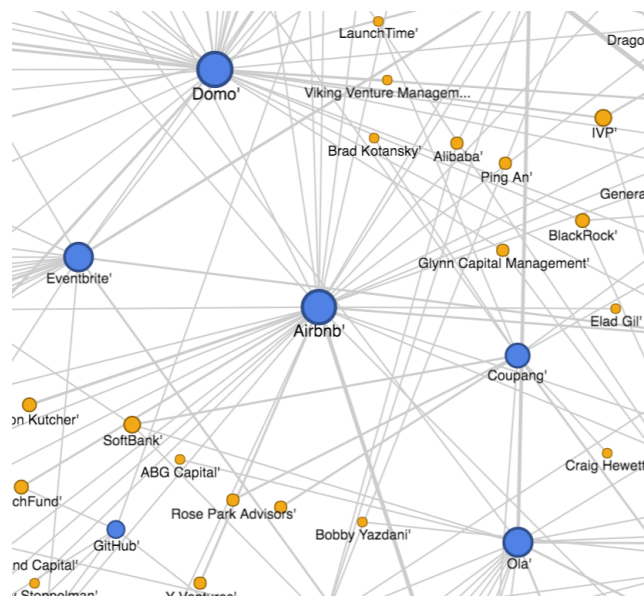 LaunchTime'
Drago
Domo'
Viking Venture Managem...
IVP'
Brad Kotansky'
Alibaba'
Ping An'
Genera
BlackRock'
Glynn Capital Management'
Eventbrite'
Elad Gil'
Airbnb'
Coupang'
on Kutcher'
SoftBank'
ABG Capital'
Craig Hewett
chFund'
Rose Park Advisors'
Bobby Yazdani'
GitHub'
nd Capital'
Ola'
y Stoppelman'
Y Ventures'